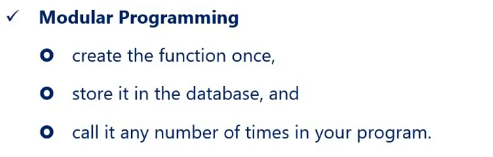 ✓ Modular Programming
create the function once,
store it in the database, and
call it any number of times in your program.